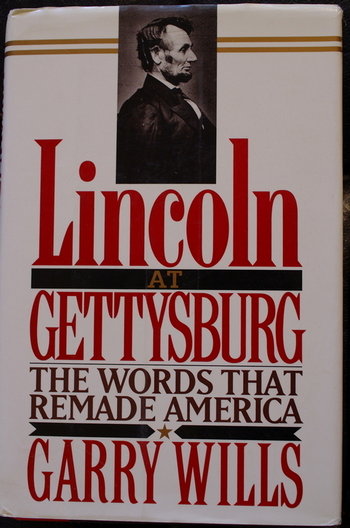 Lincoln
AT
GETTYSBURG
THE WORDS THAT
REMADE AMERICA
GARRY WILLS